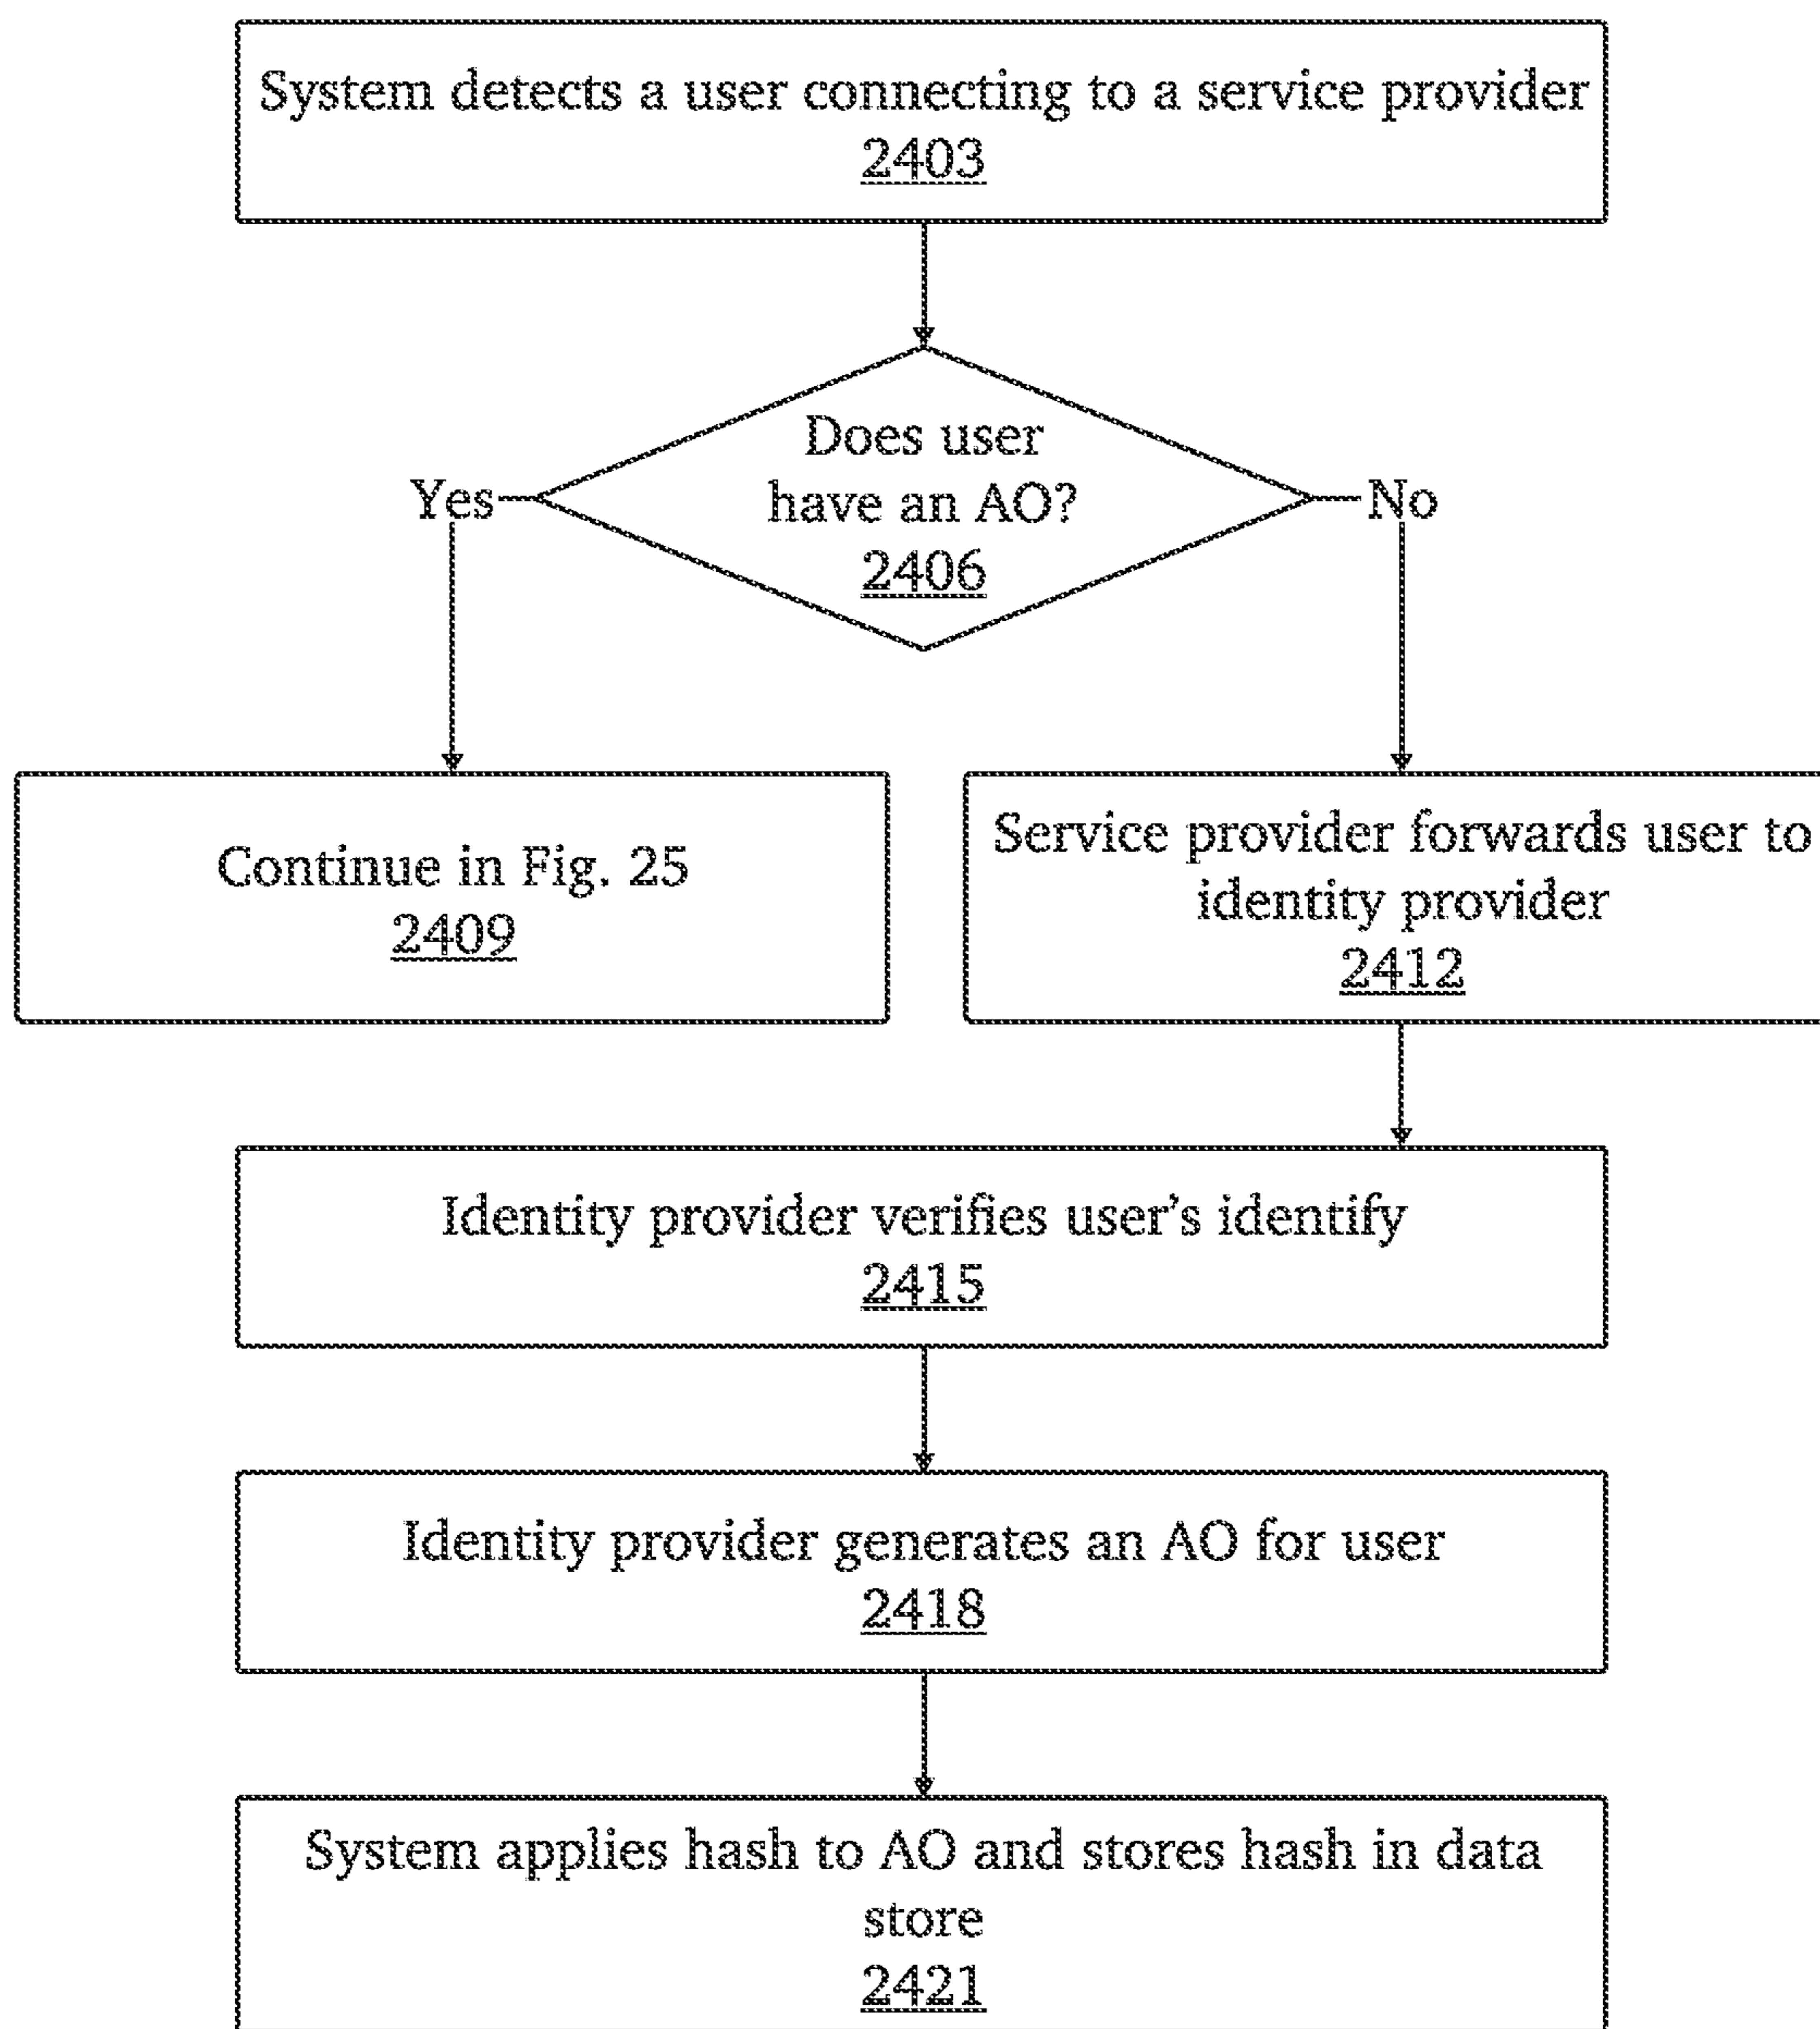 System detects a user connecting to a service provider
2403
Does user
have an AO?
2406
Yes
No
Continue in Fig. 25
2409
Service provider forwards user to
identity provider
2412
Identity provider verifies user's identify
2415
Identity provider generates an AO for user
2418
System applies hash to AO and stores hash in data
store
2421